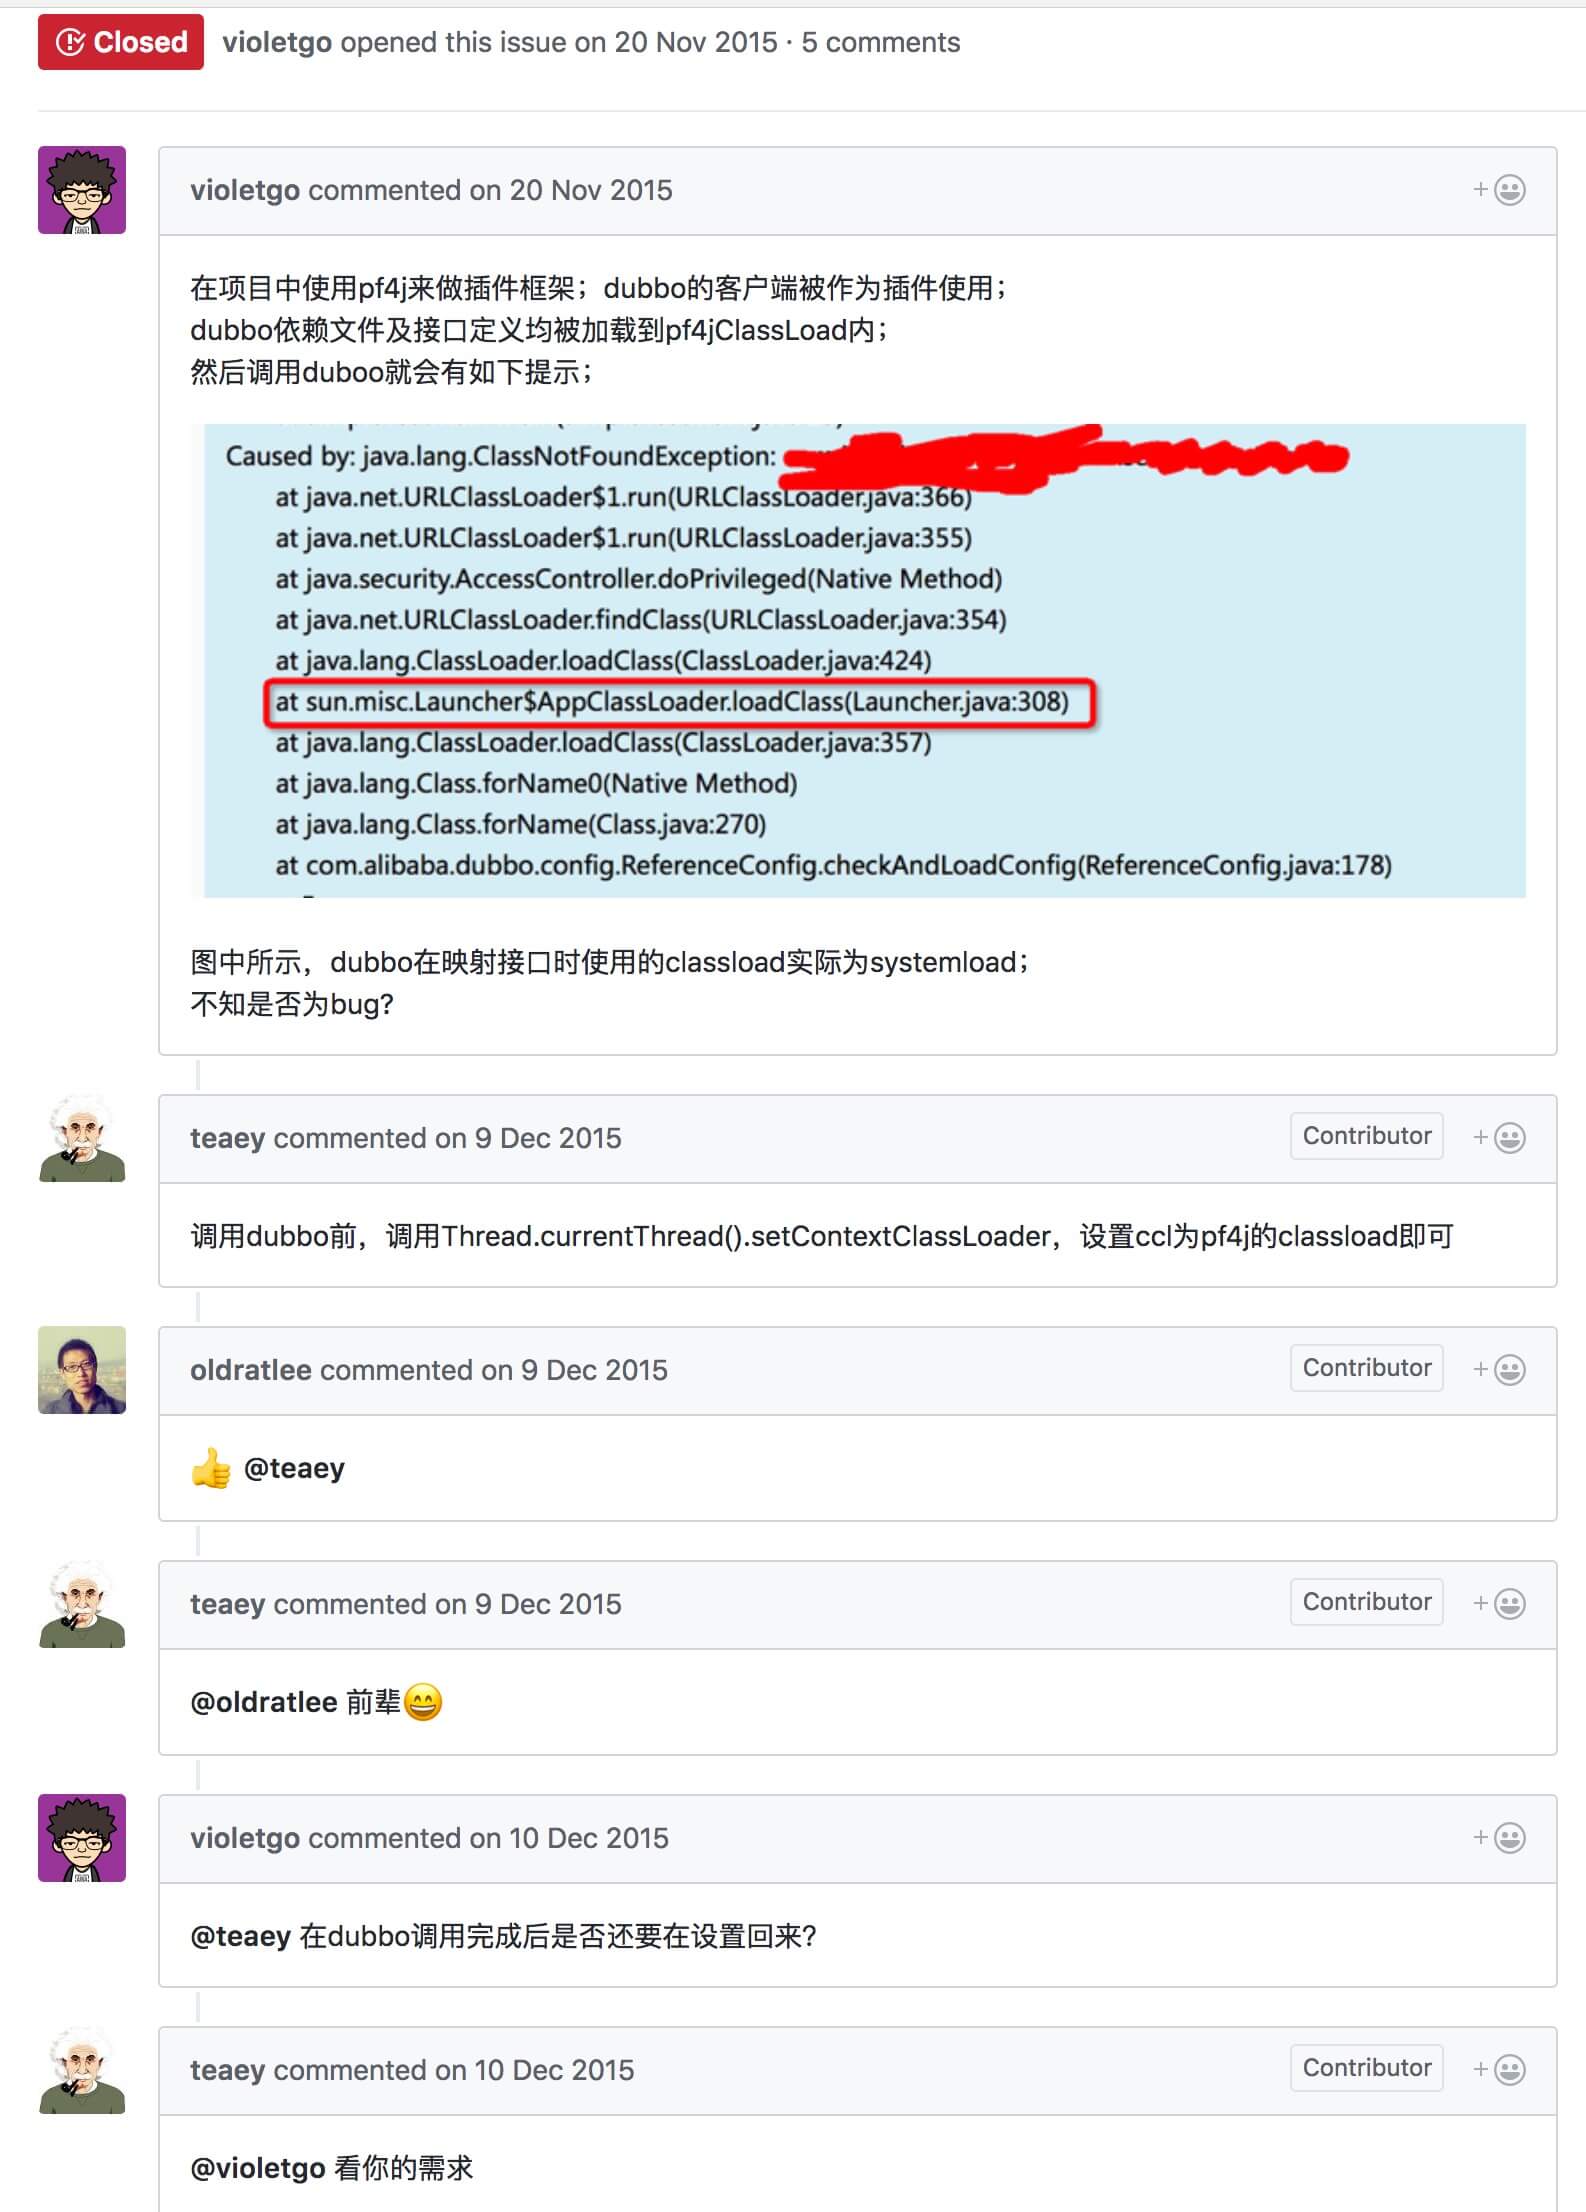 Closed violetgo opened this issue on 20 Nov 2015 · 5 comments
violetgo commented on 20 Nov 2015
在项目中使用pf4j来做插件框架；dubbo的客户端被作为插件使用；
dubbo依赖文件及接口定义均被加载到pf4jClassLoad内；
然后调用duboo就会有如下提示；
Caused by: java.lang.ClassNotFoundException:
at java.net.URLClassLoader$1.run(URLClassLoader.java:366)
at java.net.URLClassLoader$1.run(URLClassLoader.java:355)
at java.security.AccessController.doPrivileged(Native Method)
at java.net.URLClassLoader.findClass(URLClassLoader.java:354)
at java.lang.ClassLoader.loadClass(ClassLoader.java:424)
at sun.misc.Launcher$AppClassLoader.loadClass(Launcher.java:308)
at java.lang.ClassLoader.loadClass(ClassLoader.java:357)
at java.lang.Class.forName0(Native Method)
at java.lang.Class.forName(Class.java:270)
at com.alibaba.dubbo.config.ReferenceConfig.checkAndLoadConfig(ReferenceConfig.java:178)
图中所示，dubbo在映射接口时使用的classload实际为systemload；
不知是否为bug?
teaey commented on 9 Dec 2015 Contributor
调用dubbo前，调用Thread.currentThread().setContextClassLoader，设置ccl为pf4j的classload即可
oldratlee commented on 9 Dec 2015 Contributor
👍 @teaey
teaey commented on 9 Dec 2015 Contributor
@oldratlee 前辈😄
violetgo commented on 10 Dec 2015
@teaey 在dubbo调用完成后是否还要在设置回来?
teaey commented on 10 Dec 2015 Contributor
@violetgo 看你的需求